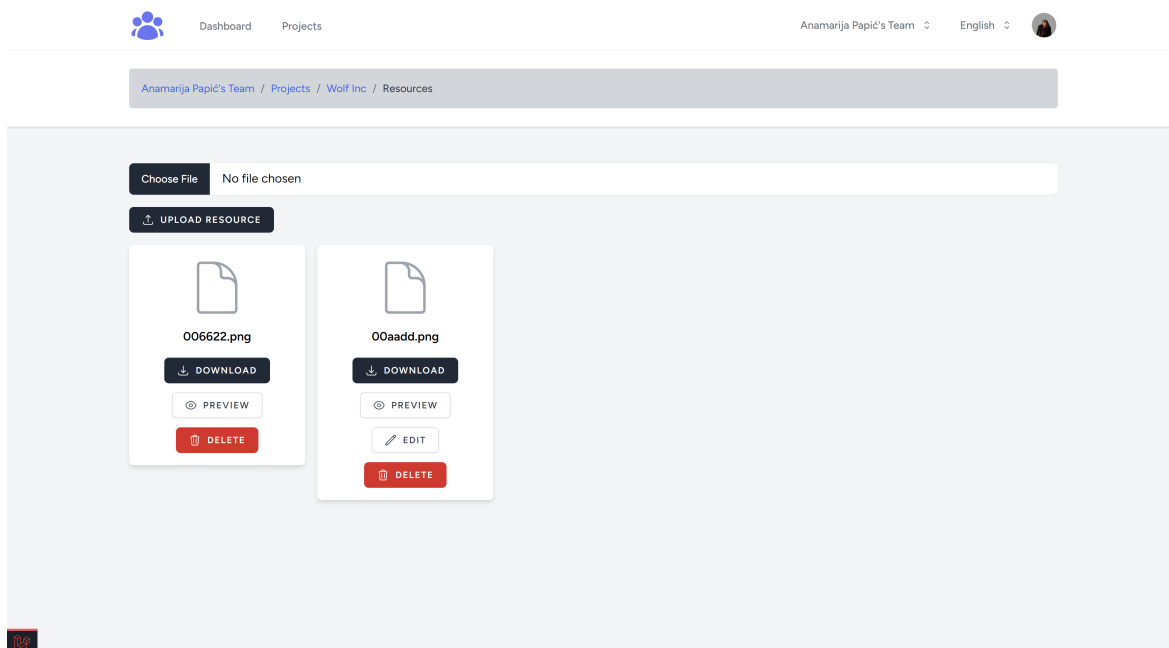 Dashboard Projects Anamarija Papić's Team English
Anamarija Papić's Team / Projects / Wolf Inc / Resources
Choose File No file chosen
UPLOAD RESOURCE
006622.png 00aadd.png
DOWNLOAD DOWNLOAD
PREVIEW PREVIEW
DELETE EDIT
DELETE